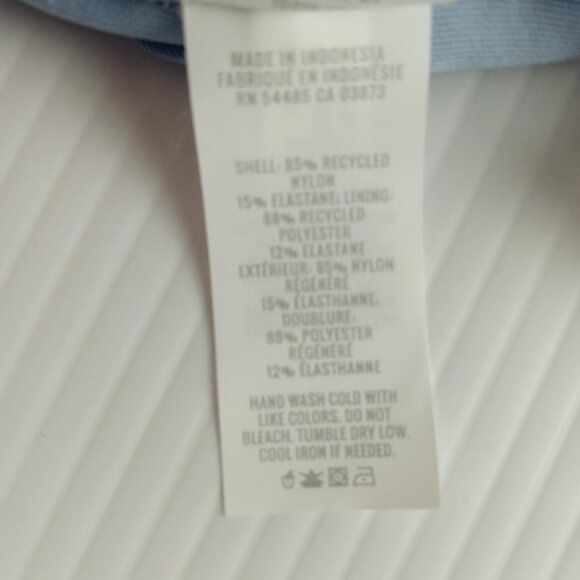 MADE IN INDONESIA
FABRIQUÉ EN INDONÉSIE
RN 54485 CA 03873
SHELL: 85% RECYCLED
NYLON
15% ELASTANE; LINING:
88% RECYCLED
POLYESTER
12% ELASTANE
EXTÉRIEUR: 85% NYLON
RÉGÉNÉRÉ
15% ÉLASTHANNE;
DOUBLURE:
88% POLYESTER
RÉGÉNÉRÉ
12% ÉLASTHANNE
HAND WASH COLD WITH
LIKE COLORS. DO NOT
BLEACH. TUMBLE DRY LOW.
COOL IRON IF NEEDED.